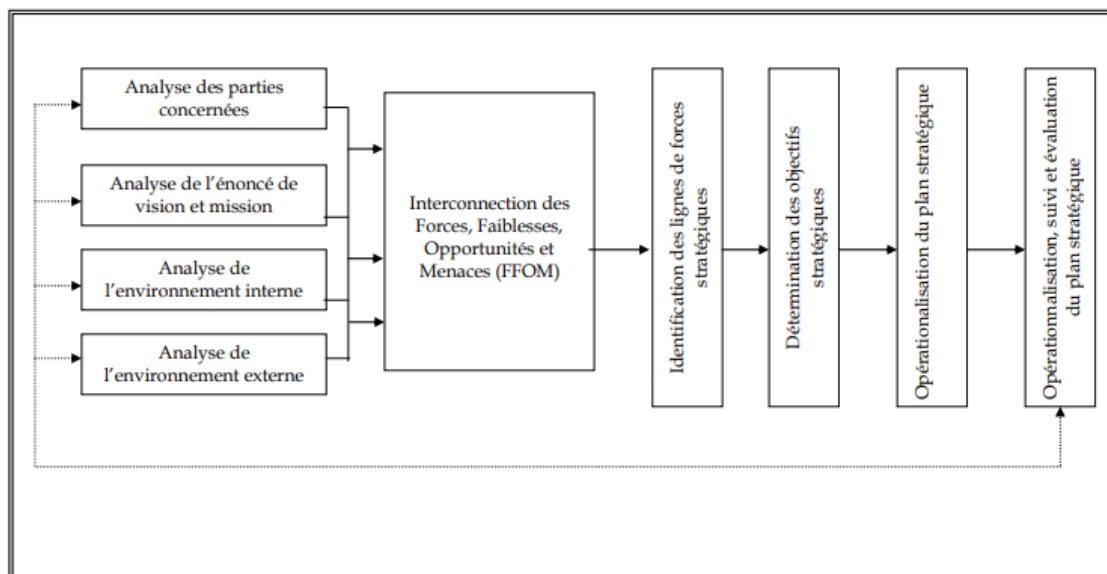 Analyse des parties
concernées
Analyse de l'énoncé de
vision et mission
Analyse de
l'environnement interne
Analyse de
l'environnement externe
Interconnection des
Forces, Faiblesses,
Opportunités et
Menaces (FFOM)
Identification des lignes de forces
stratégiques
Détermination des objectifs
stratégiques
Opérationalisation du plan stratégique
Opérationnalisation, suivi et évaluation
du plan stratégique